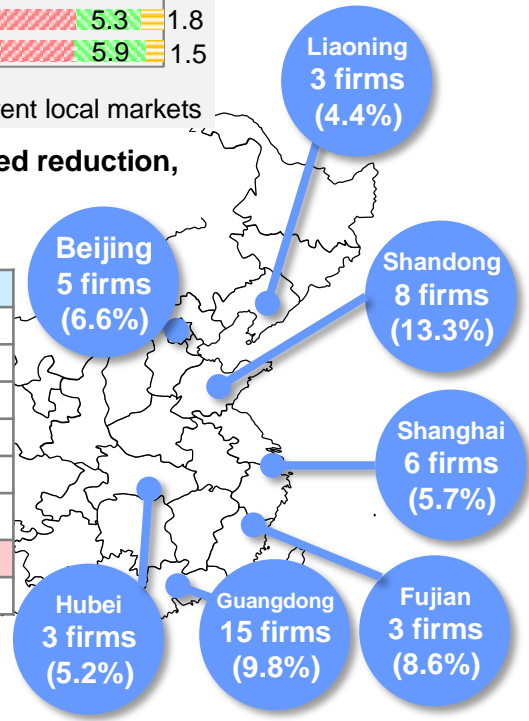 5.3 1.8
5.9 1.5
rent local markets
ed reduction,
Liaoning
3 firms
(4.4%)
Beijing
5 firms
(6.6%)
Shandong
8 firms
(13.3%)
Shanghai
6 firms
(5.7%)
Hubei
3 firms
(5.2%)
Guangdong
15 firms
(9.8%)
Fujian
3 firms
(8.6%)